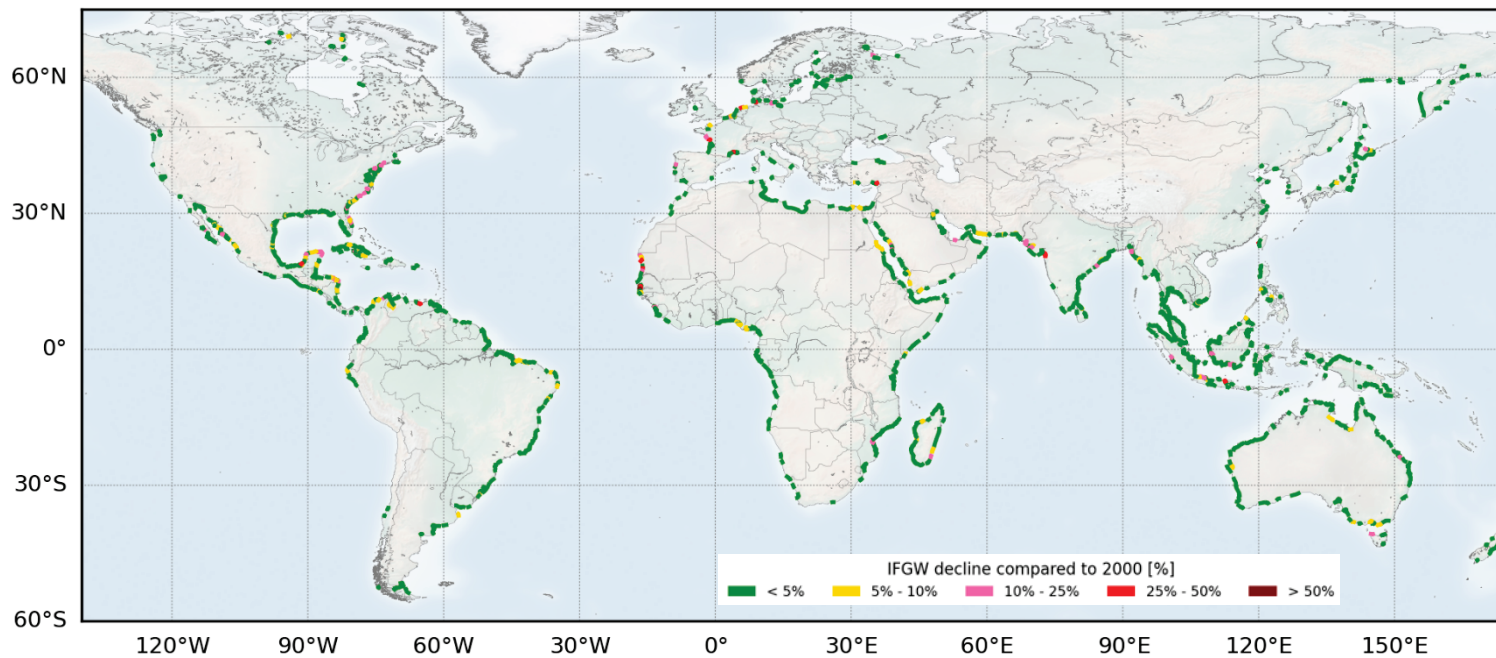 60°N
30°N
0°
30°S
60°S
IFGW decline compared to 2000 [%]
< 5% 5% - 10% 10% - 25% 25% - 50% > 50%
120°W 90°W 60°W 30°W 0° 30°E 60°E 90°E 120°E 150°E